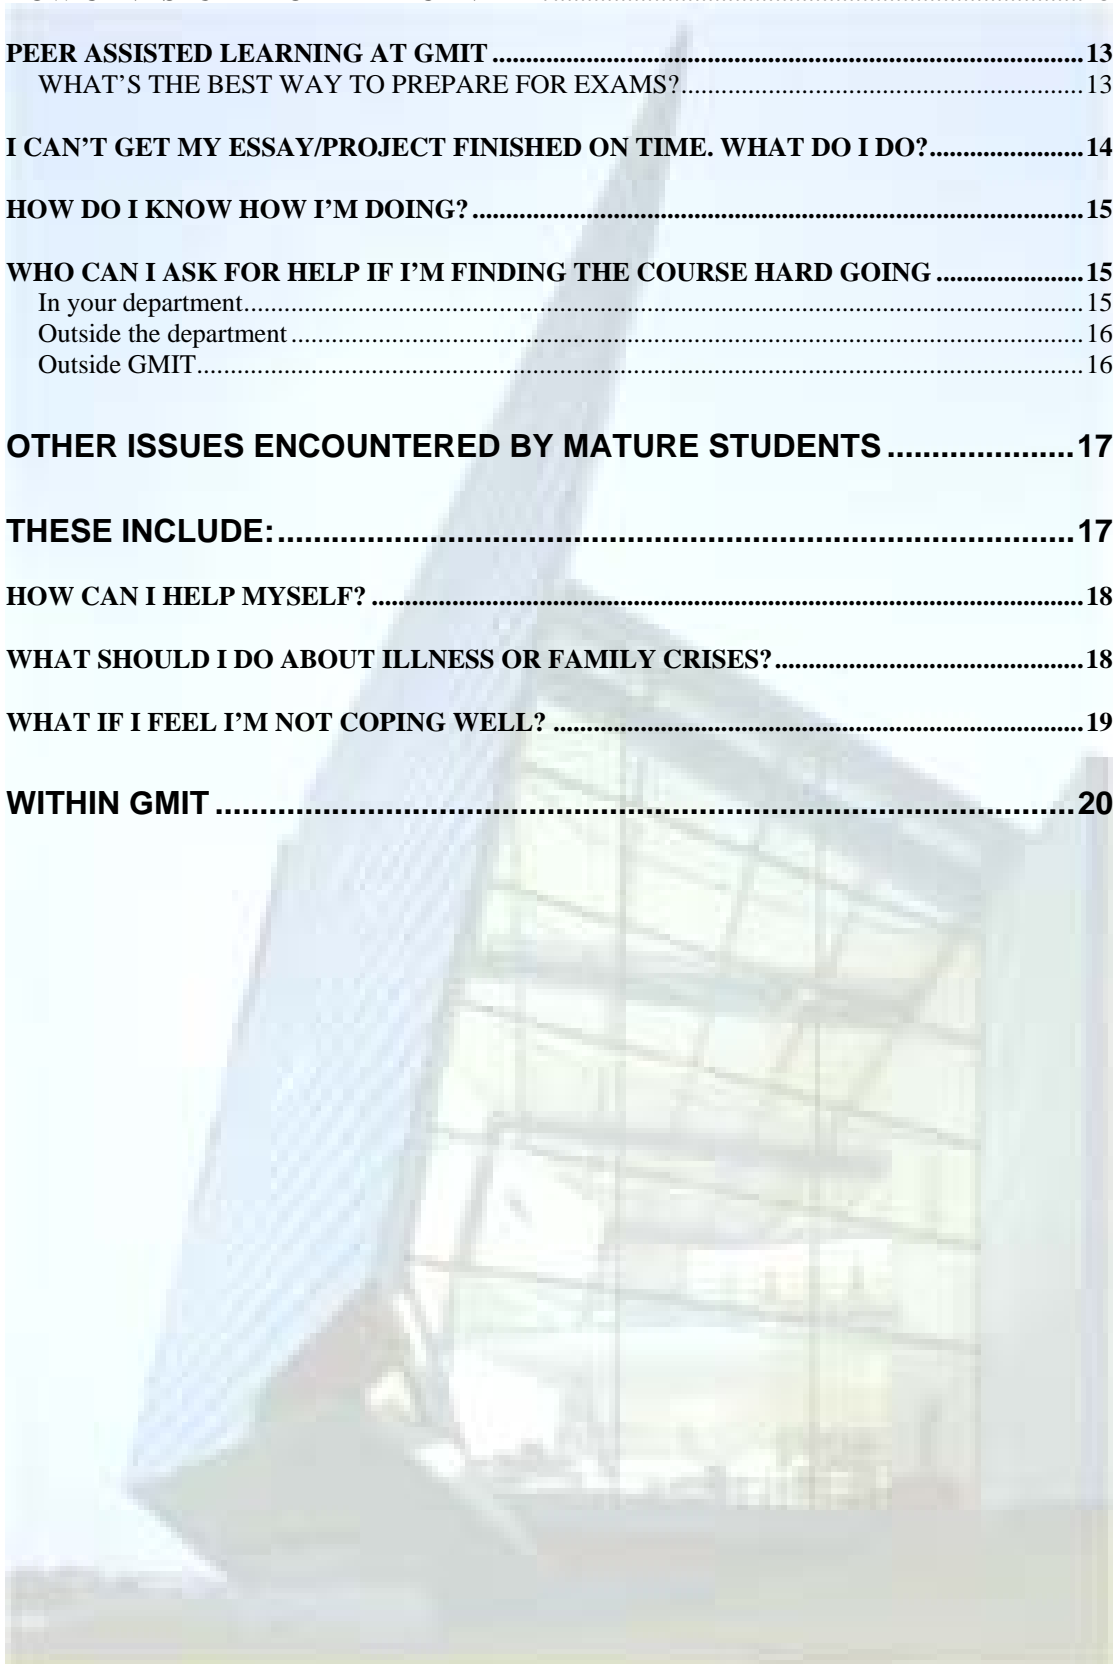 PEER ASSISTED LEARNING AT GMIT ........................................................................................... 13
WHAT'S THE BEST WAY TO PREPARE FOR EXAMS? .............................................................. 13
I CAN'T GET MY ESSAY/PROJECT FINISHED ON TIME. WHAT DO I DO? ........................ 14
HOW DO I KNOW HOW I'M DOING? .............................................................................................. 15
WHO CAN I ASK FOR HELP IF I'M FINDING THE COURSE HARD GOING ....................... 15
In your department ................................................................................................................................. 15
Outside the department .......................................................................................................................... 16
Outside GMIT ........................................................................................................................................ 16
OTHER ISSUES ENCOUNTERED BY MATURE STUDENTS ..................... 17
THESE INCLUDE: ......................................................................................... 17
HOW CAN I HELP MYSELF? ............................................................................................................. 18
WHAT SHOULD I DO ABOUT ILLNESS OR FAMILY CRISES? ................................................ 18
WHAT IF I FEEL I'M NOT COPING WELL? .................................................................................. 19
WITHIN GMIT ................................................................................................ 20